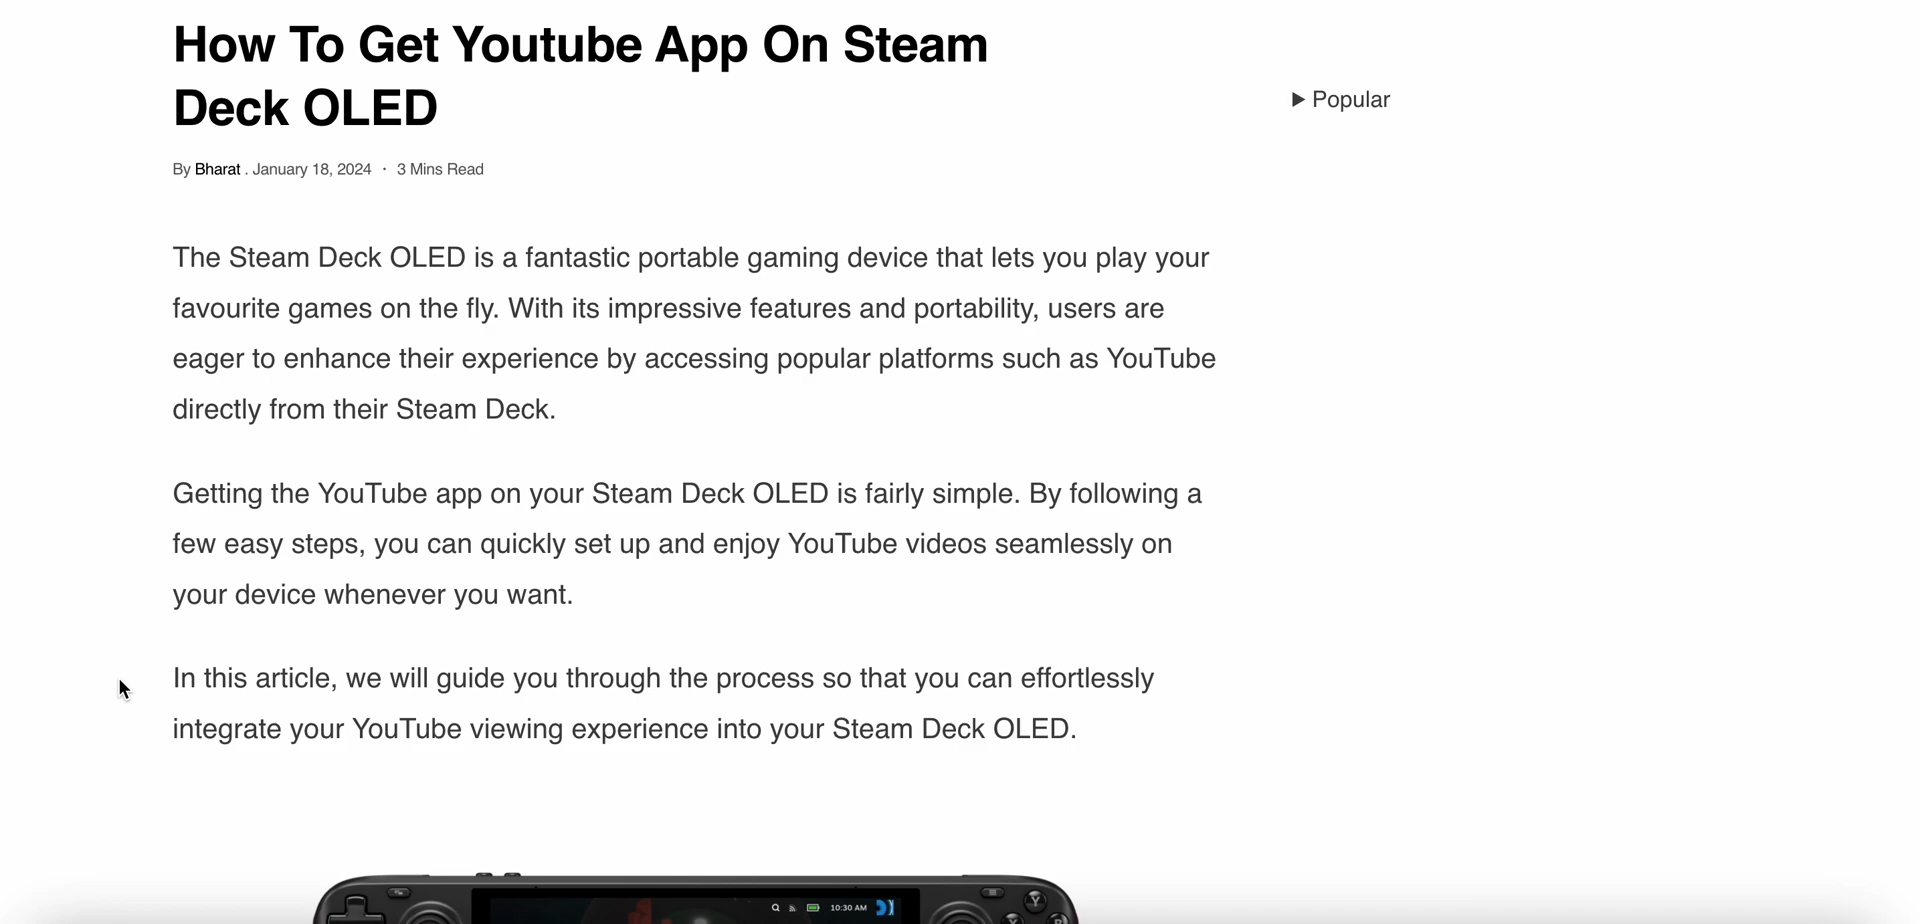 How To Get Youtube App On Steam
Deck OLED
By Bharat . January 18, 2024 · 3 Mins Read
▶ Popular
The Steam Deck OLED is a fantastic portable gaming device that lets you play your
favourite games on the fly. With its impressive features and portability, users are
eager to enhance their experience by accessing popular platforms such as YouTube
directly from their Steam Deck.
Getting the YouTube app on your Steam Deck OLED is fairly simple. By following a
few easy steps, you can quickly set up and enjoy YouTube videos seamlessly on
your device whenever you want.
In this article, we will guide you through the process so that you can effortlessly
integrate your YouTube viewing experience into your Steam Deck OLED.
10:30 AM
Y